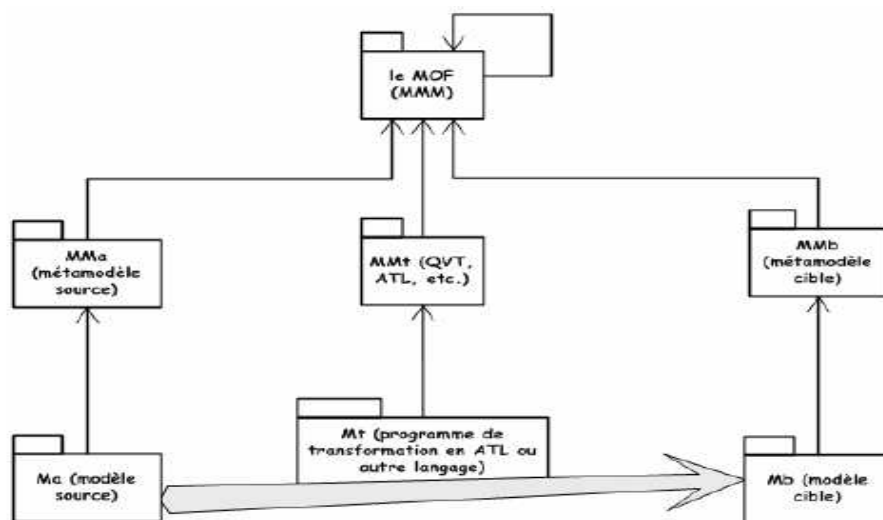 le MOF
(MMM)
MMa
(métamodèle
source)
MMt (QVT,
ATL, etc.)
MMb
(métamodèle
cible)
Ma (modèle
source)
Mt (programme de
transformation en ATL ou
autre langage)
Mb (modèle
cible)